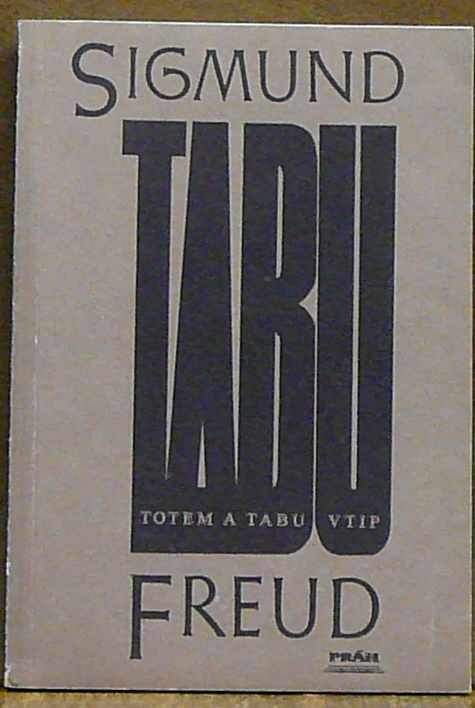 SIGMUND
TABU
TOTEM A TABU VTIP
FREUD
PRÁH